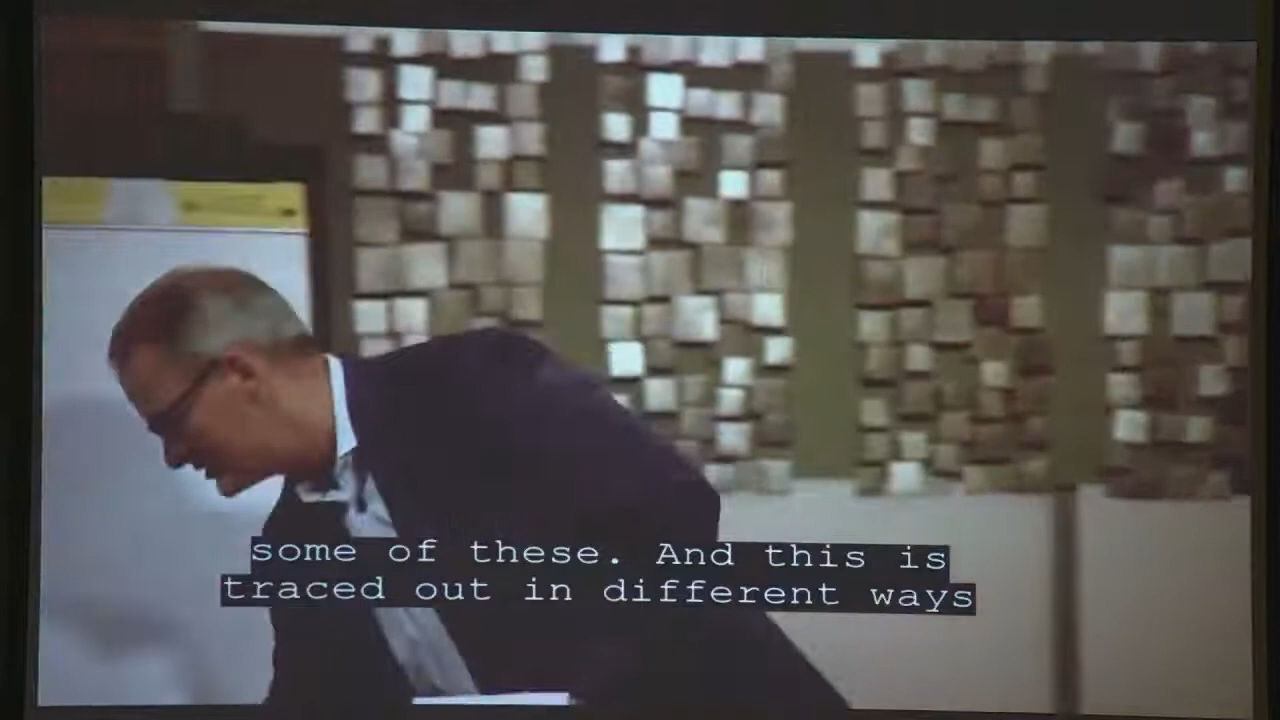 some of these. And this is
traced out in different ways